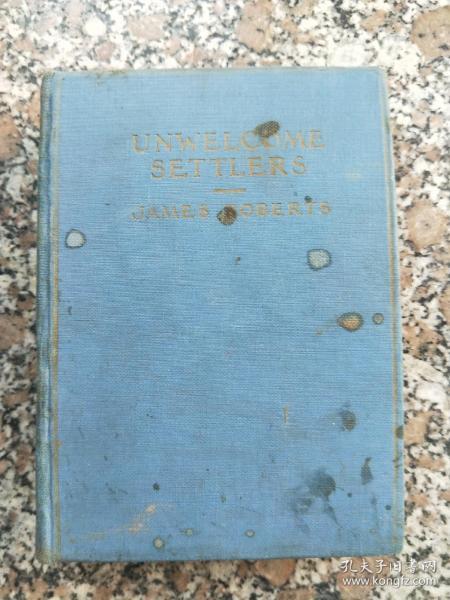 UNWELCOME
SETTLERS
JAMES ROBERTS
孔夫子旧书网
www.kongfz.com